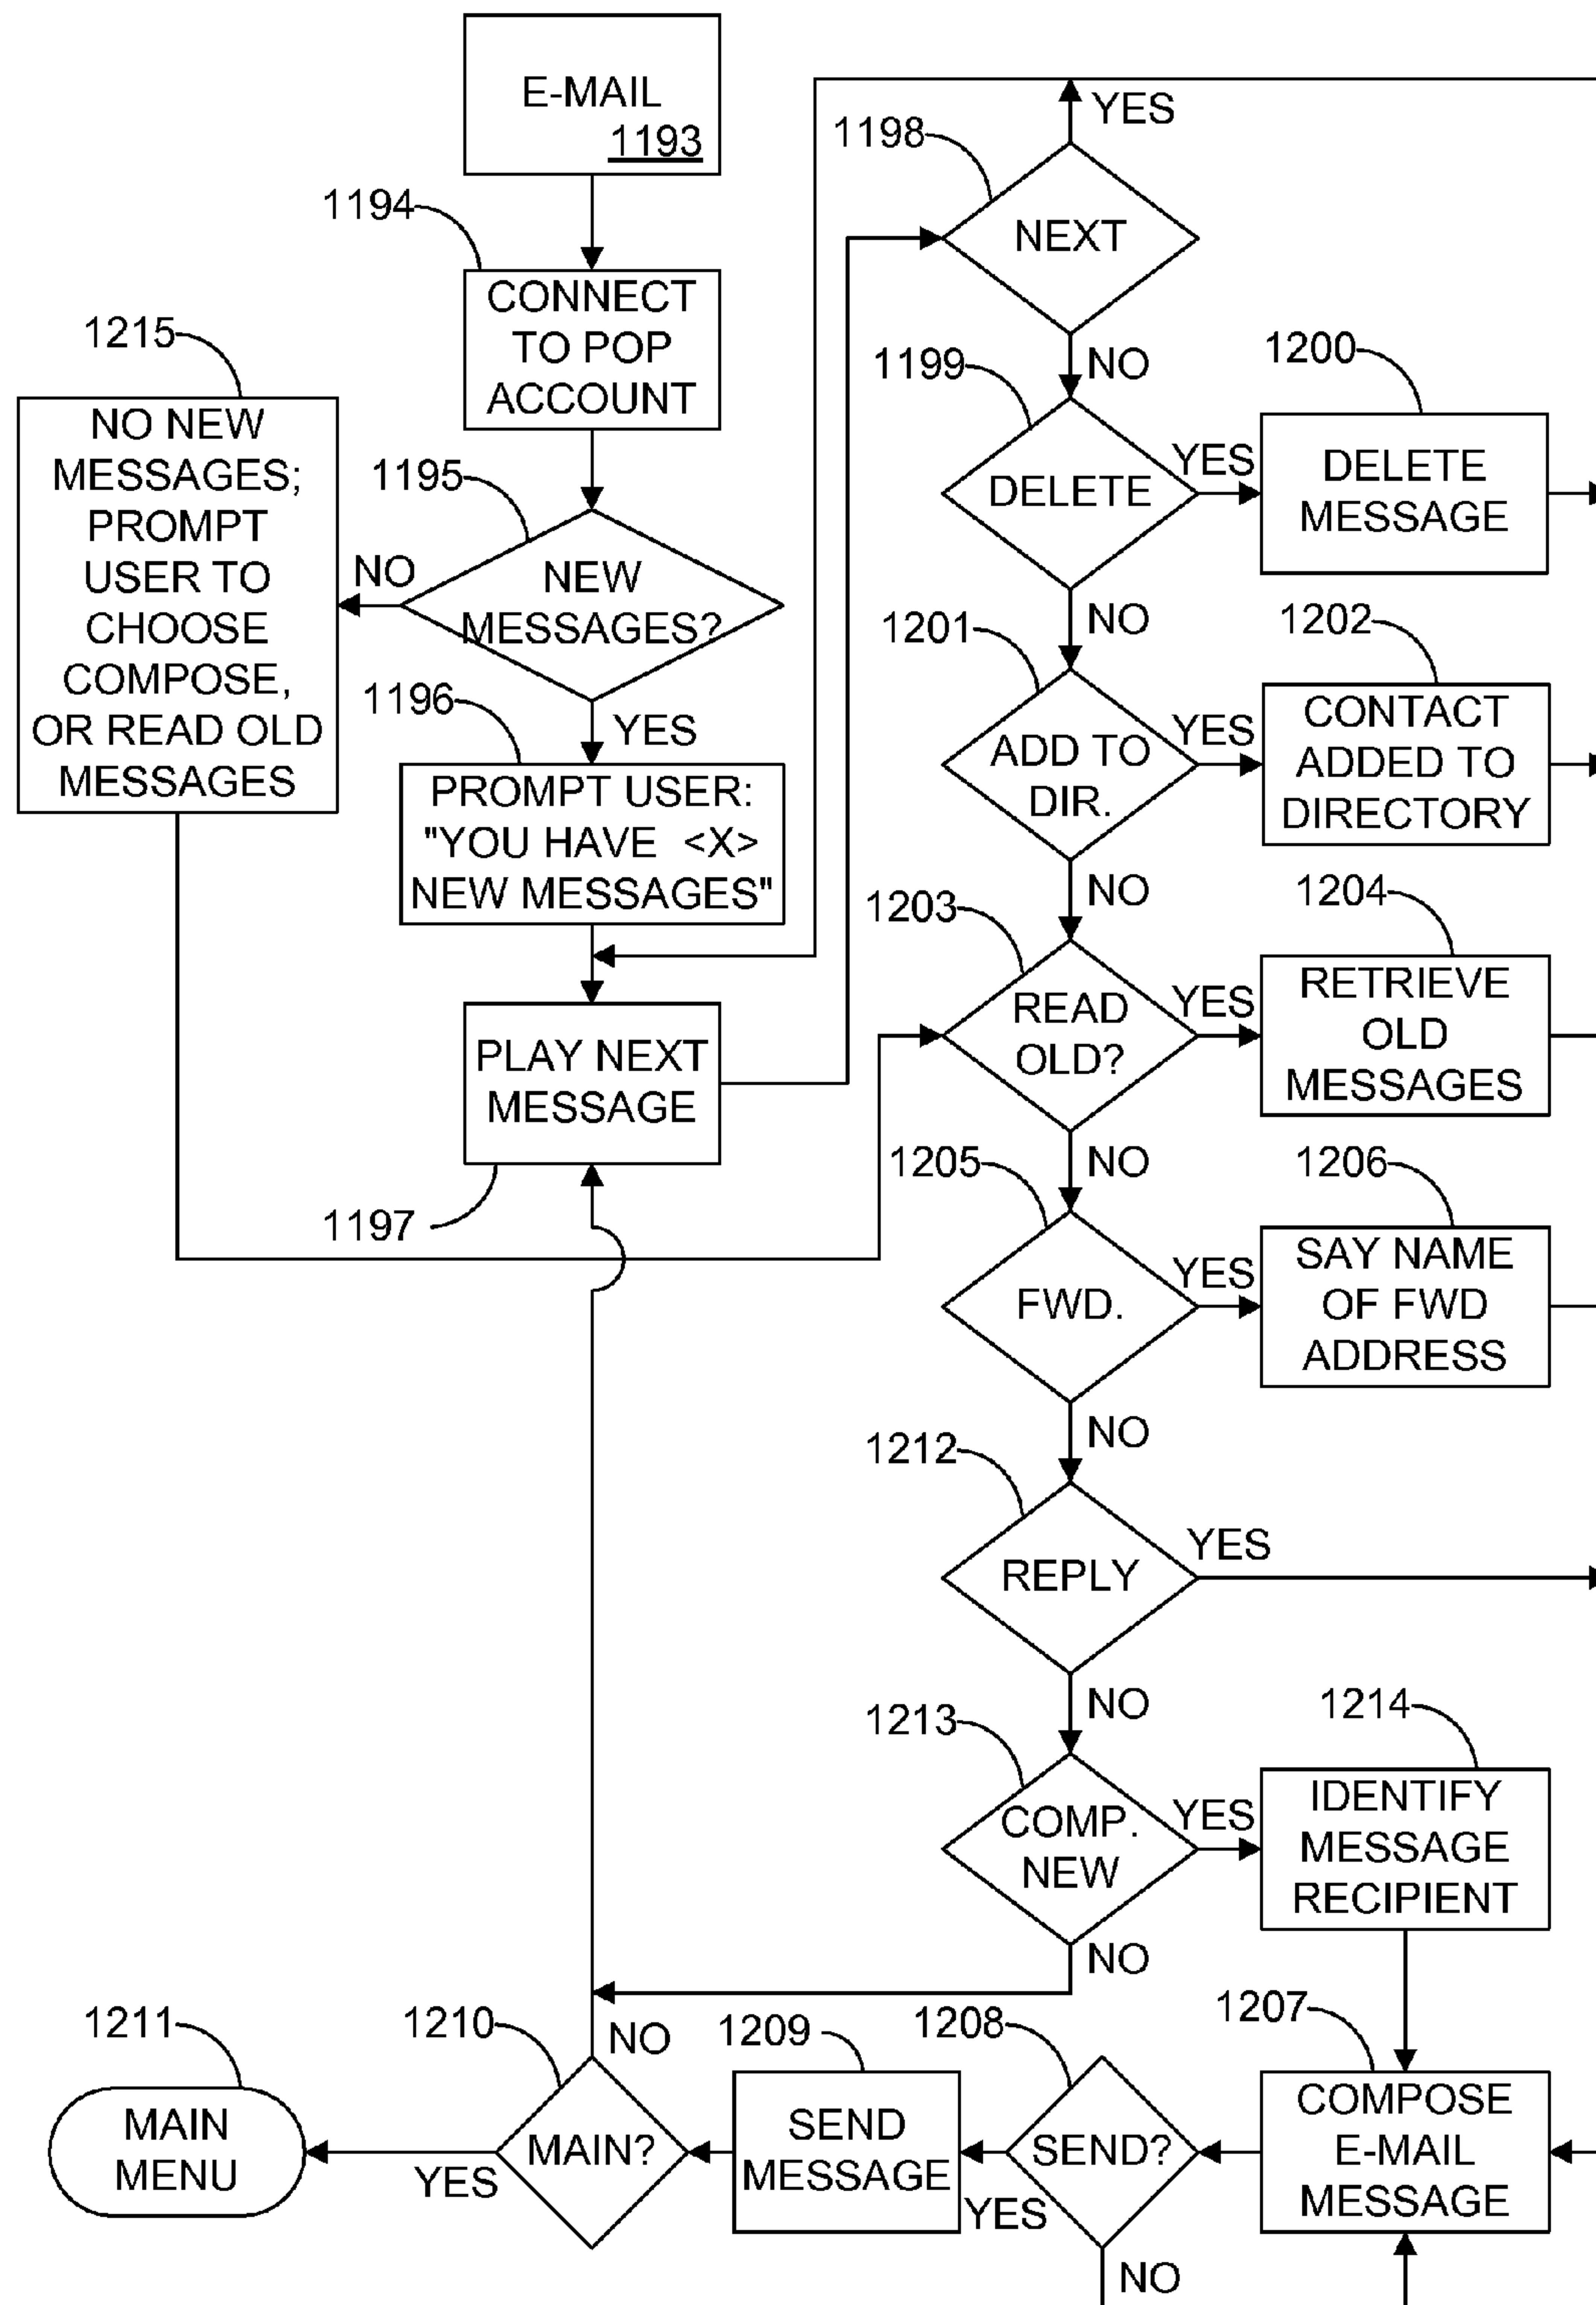 E-MAIL
1193
1194
CONNECT
TO POP
ACCOUNT
1215
NO NEW
MESSAGES;
PROMPT
USER TO
CHOOSE
COMPOSE,
OR READ OLD
MESSAGES
1195
NEW
MESSAGES?
NO
YES
1196
PROMPT USER:
"YOU HAVE <X>
NEW MESSAGES"
PLAY NEXT
MESSAGE
1197
1198
NEXT
YES
NO
1199
DELETE
YES
1200
DELETE
MESSAGE
NO
1201
ADD TO
DIR.
YES
1202
CONTACT
ADDED TO
DIRECTORY
NO
1203
READ
OLD?
YES
1204
RETRIEVE
OLD
MESSAGES
NO
1205
FWD.
YES
1206
SAY NAME
OF FWD
ADDRESS
NO
1212
REPLY
YES
NO
1213
COMP.
NEW
YES
1214
IDENTIFY
MESSAGE
RECIPIENT
NO
1207
COMPOSE
E-MAIL
MESSAGE
1208
SEND?
YES
NO
1209
SEND
MESSAGE
1210
MAIN?
NO
YES
1211
MAIN
MENU